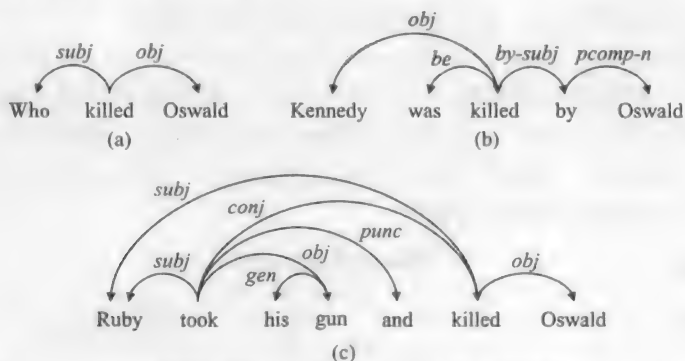 subj obj
Who killed Oswald
(a)
obj
be by-subj pcomp-n
Kennedy was killed by Oswald
(b)
subj
conj
punc
subj gen obj obj
Ruby took his gun and killed Oswald
(c)